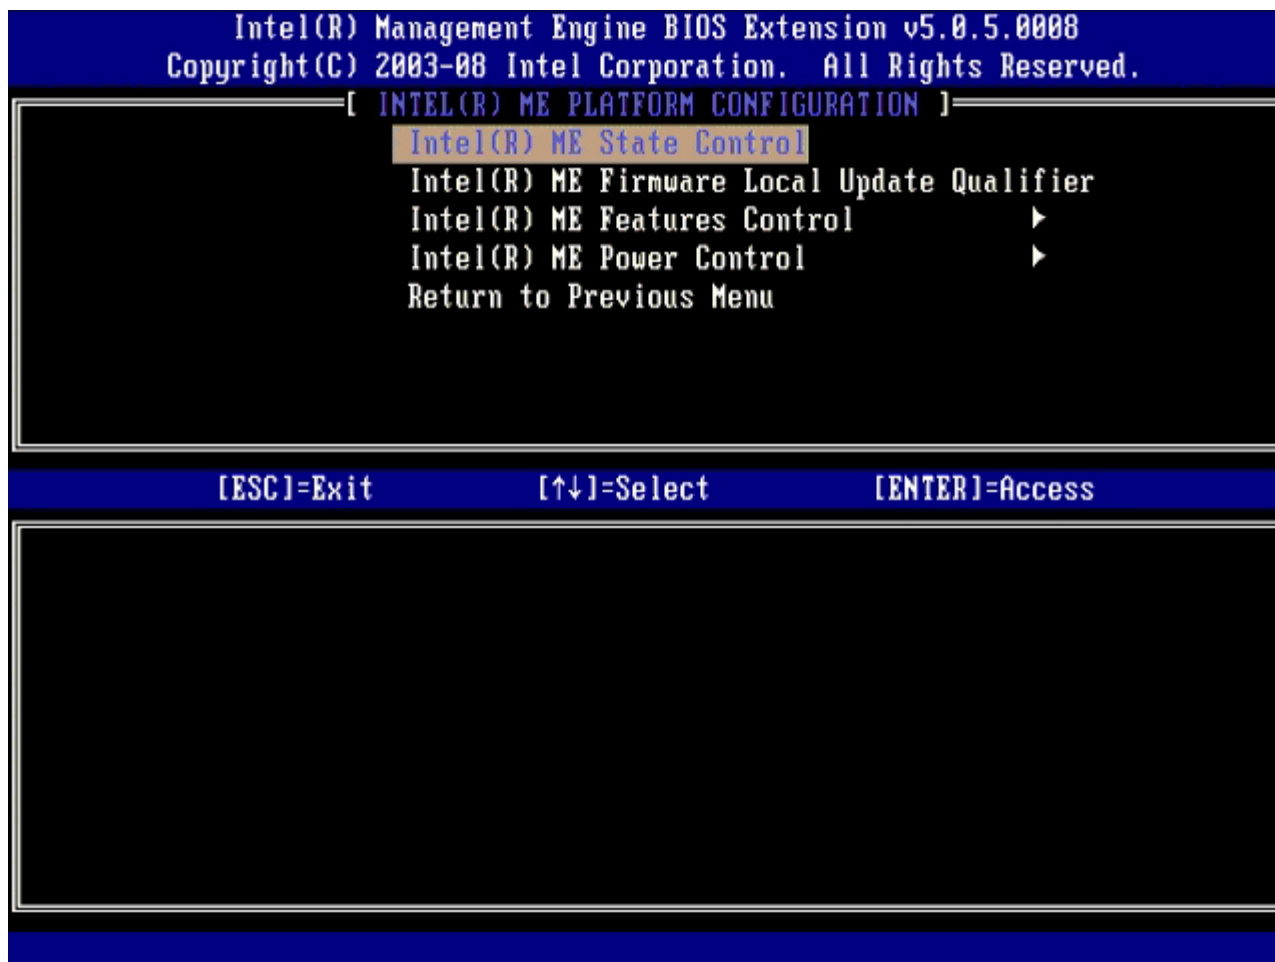 Intel(R) Management Engine BIOS Extension v5.0.5.0008
Copyright(C) 2003-08 Intel Corporation. All Rights Reserved.
[ INTEL(R) ME PLATFORM CONFIGURATION ]
Intel(R) ME State Control
Intel(R) ME Firmware Local Update Qualifier
Intel(R) ME Features Control ►
Intel(R) ME Power Control ►
Return to Previous Menu
[ESC]=Exit [↑↓]=Select [ENTER]=Access